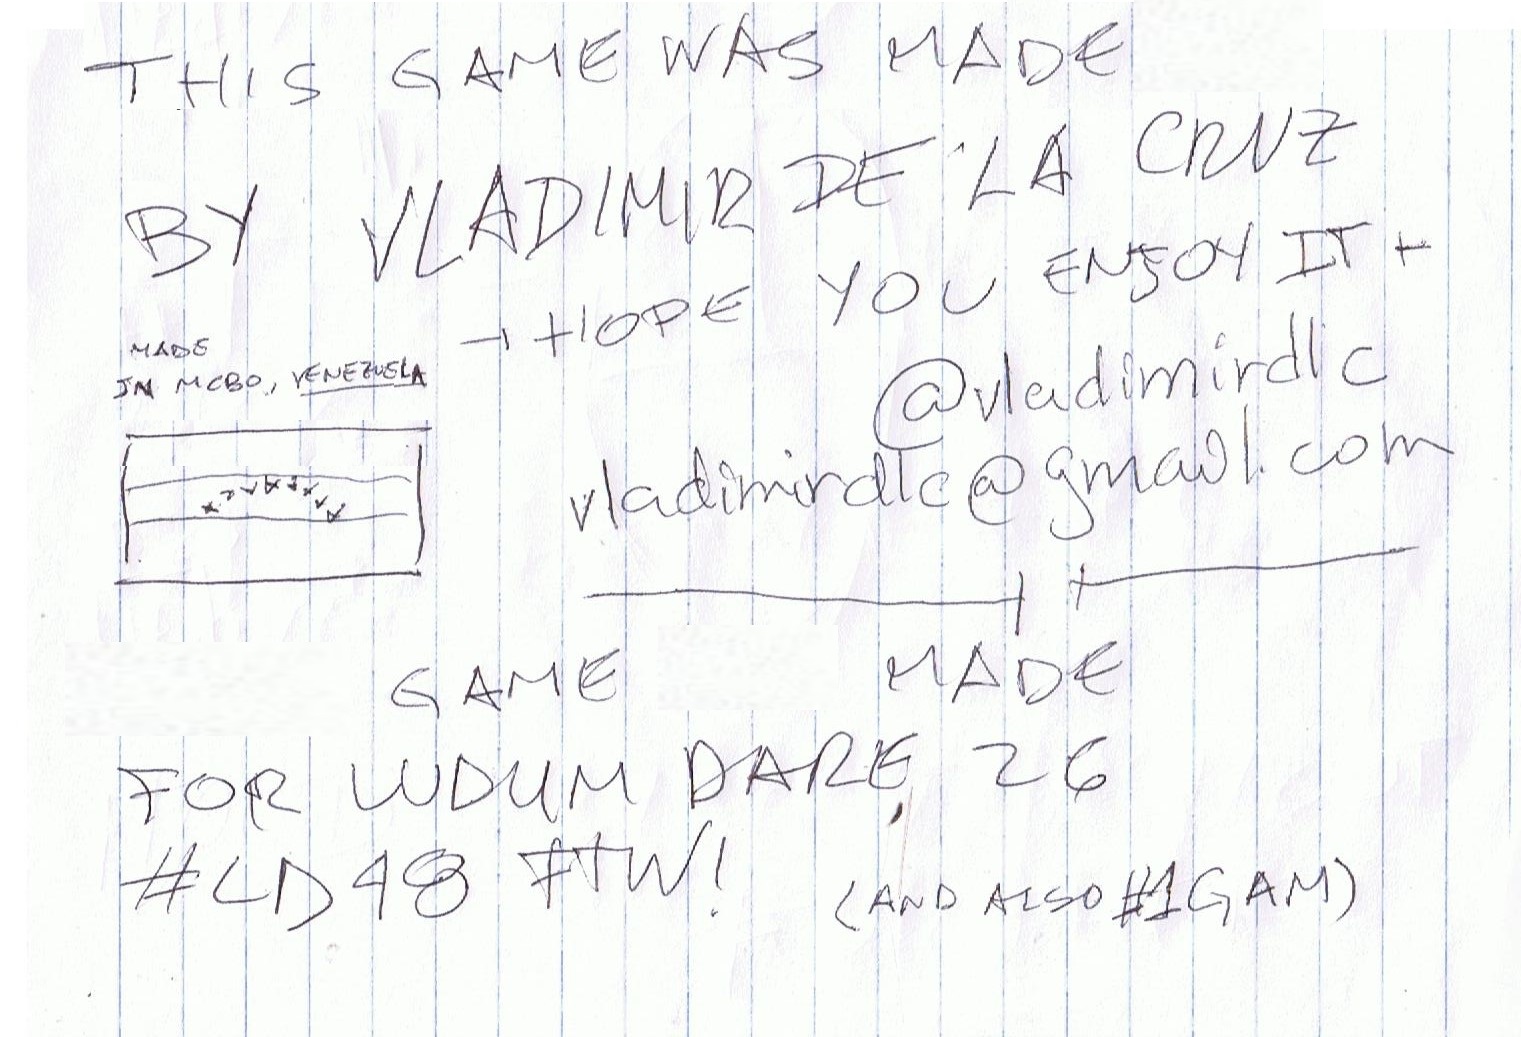 THIS GAME WAS MADE
BY VLADIMIR DE LA CRUZ
HOPE YOU ENJOY IT
MADE
IN MCBO, VENEZUELA
@vladimirdlc
vladimirdlc@gmail.com
GAME MADE
FOR LUDUM DARE 26
#LD48 FTW!
(AND ALSO #1GAM)